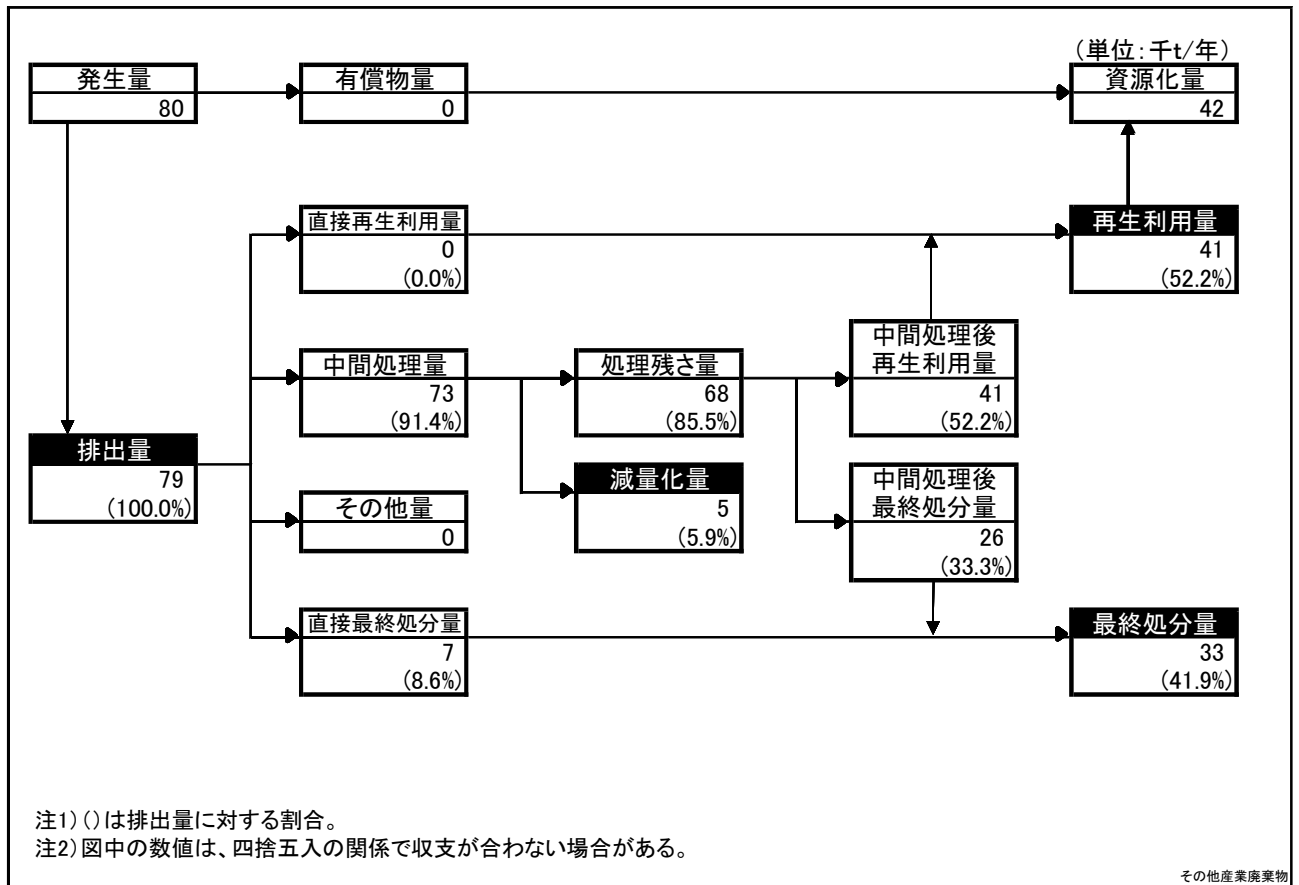 (単位:千t/年)
発生量
80
有償物量
0
資源化量
42
直接再生利用量
0
(0.0%)
再生利用量
41
(52.2%)
中間処理量
73
(91.4%)
処理残さ量
68
(85.5%)
中間処理後
再生利用量
41
(52.2%)
排出量
79
(100.0%)
その他量
0
減量化量
5
(5.9%)
中間処理後
最終処分量
26
(33.3%)
直接最終処分量
7
(8.6%)
最終処分量
33
(41.9%)
注1)()は排出量に対する割合。
注2)図中の数値は、四捨五入の関係で収支が合わない場合がある。
その他産業廃棄物